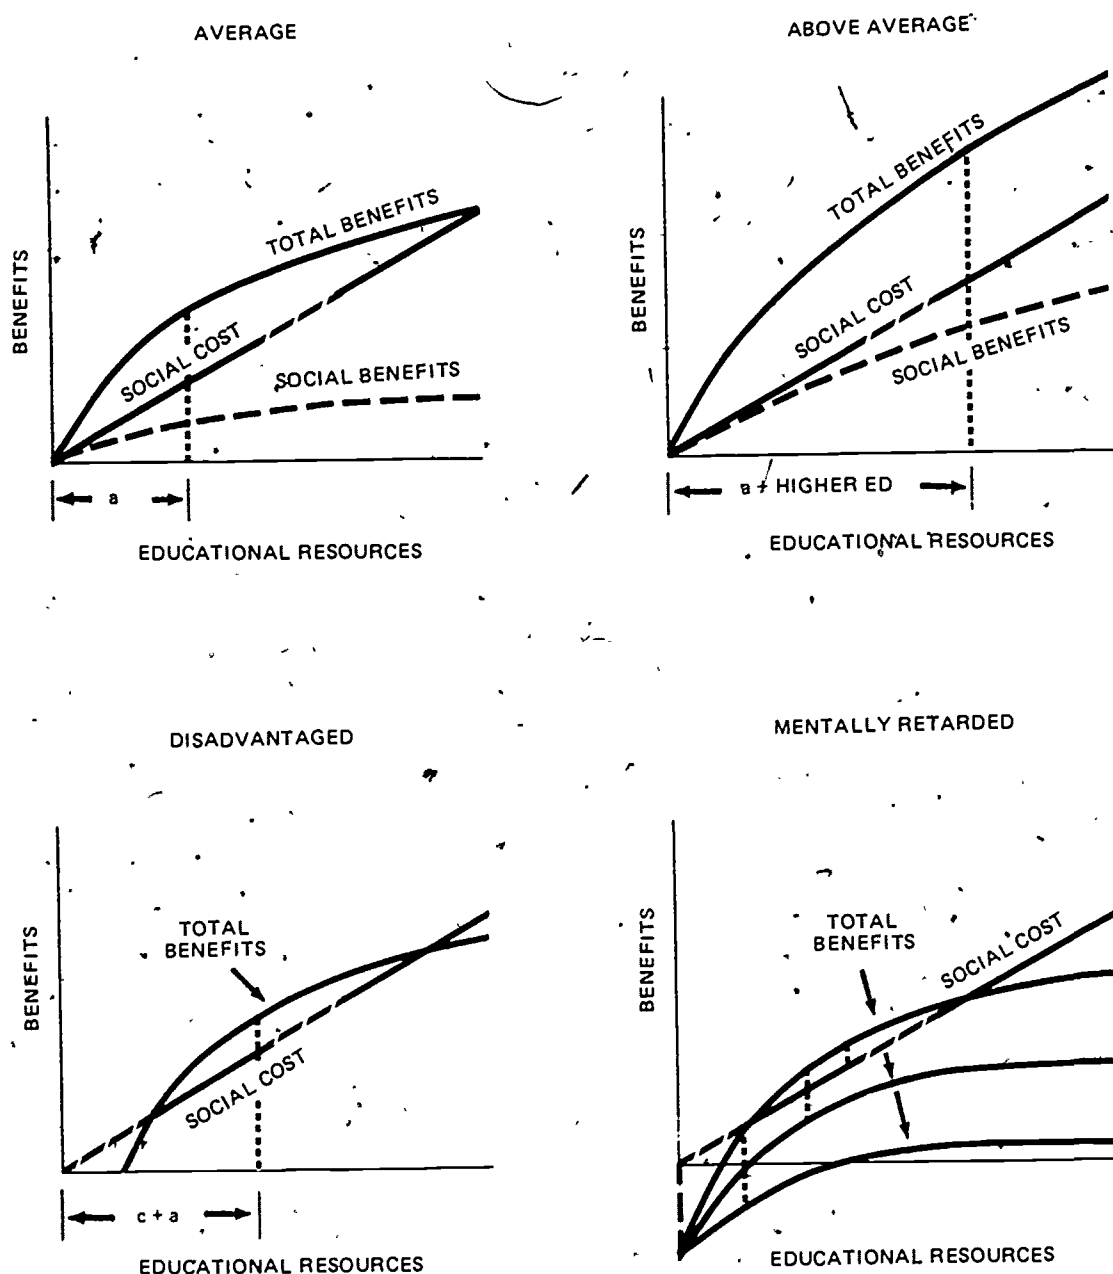 AVERAGE
BENEFITS
TOTAL BENEFITS
SOCIAL COST
SOCIAL BENEFITS
a
EDUCATIONAL RESOURCES
ABOVE AVERAGE
BENEFITS
TOTAL BENEFITS
SOCIAL COST
SOCIAL BENEFITS
a + HIGHER ED
EDUCATIONAL RESOURCES
DISADVANTAGED
BENEFITS
TOTAL
BENEFITS
SOCIAL COST
c + a
EDUCATIONAL RESOURCES
MENTALLY RETARDED
BENEFITS
TOTAL
BENEFITS
SOCIAL COST
EDUCATIONAL RESOURCES